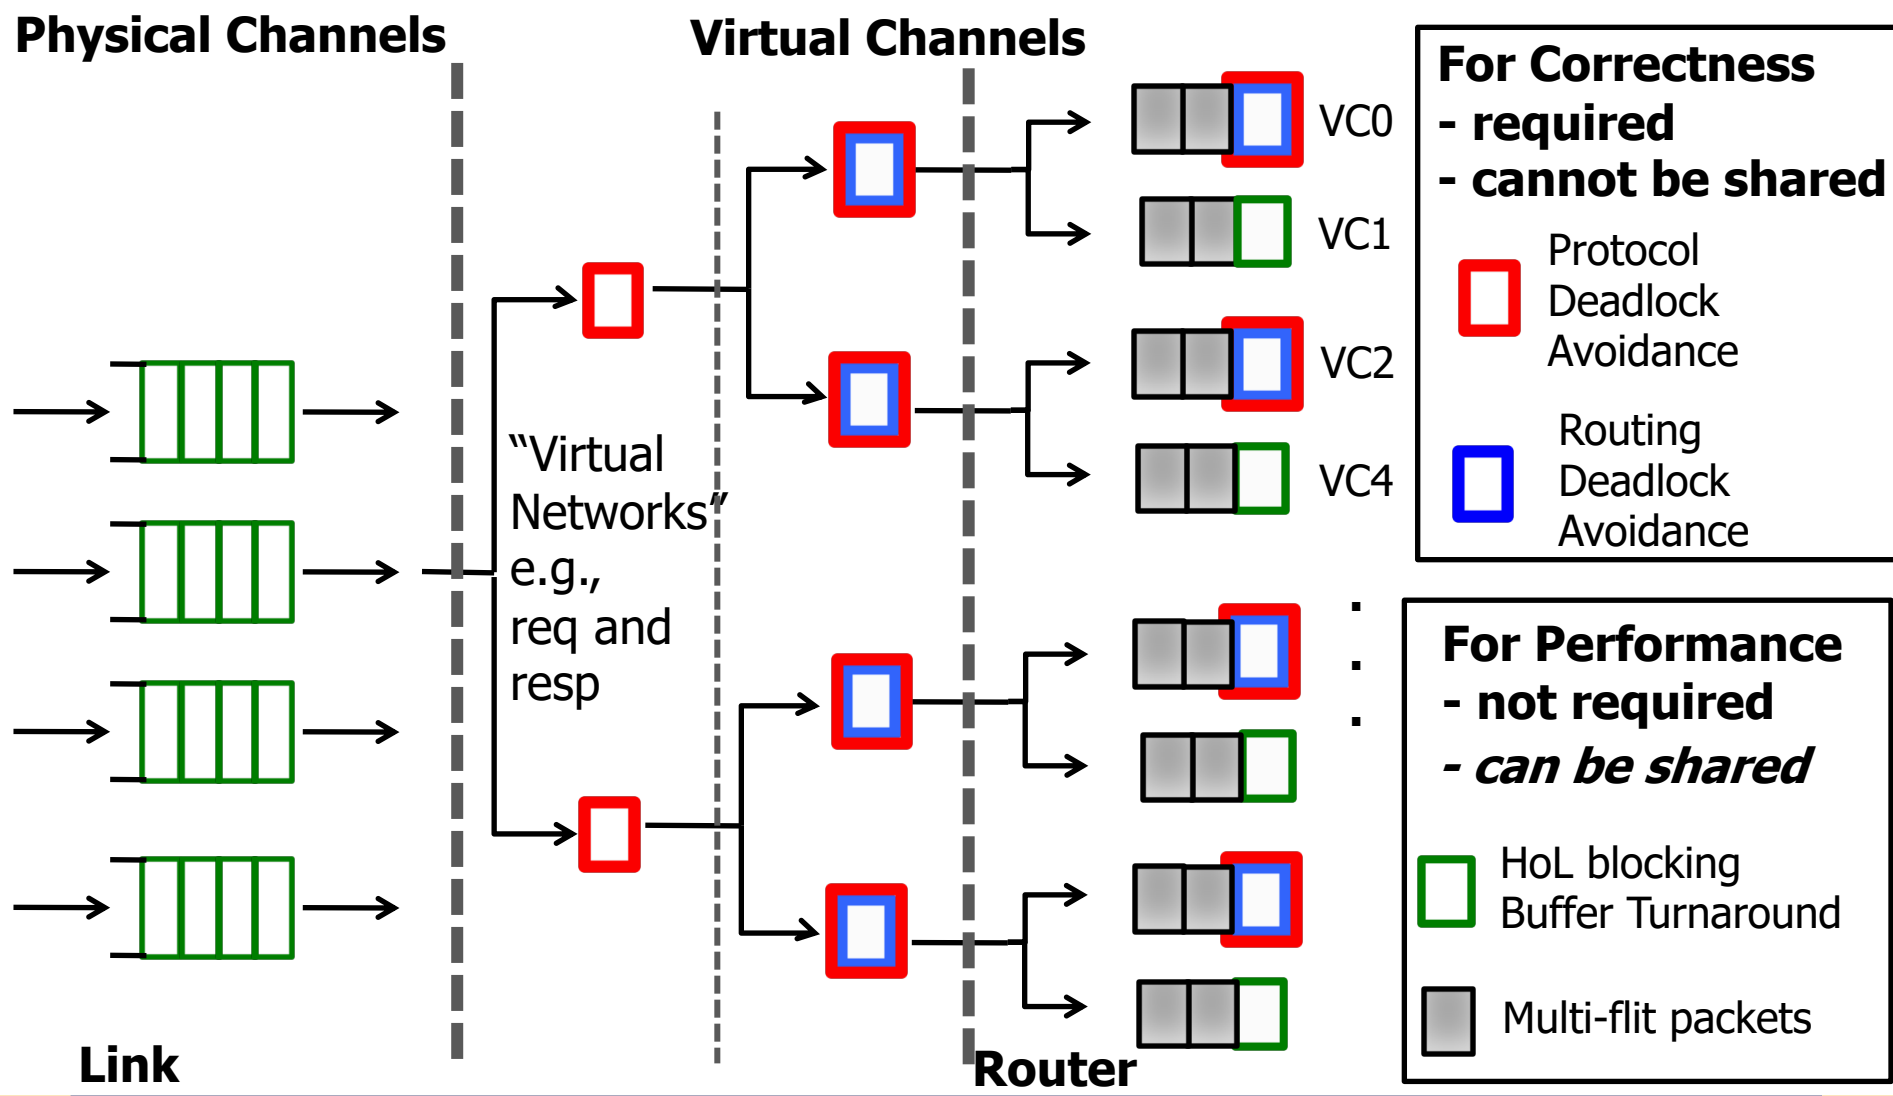 Physical Channels
Virtual Channels
“Virtual
Networks”
e.g.,
req and
resp
VC0
VC1
VC2
VC4
.
.
.
Link
Router
For Correctness
- required
- cannot be shared
Protocol
Deadlock
Avoidance
Routing
Deadlock
Avoidance
For Performance
- not required
- can be shared
HoL blocking
Buffer Turnaround
Multi-flit packets